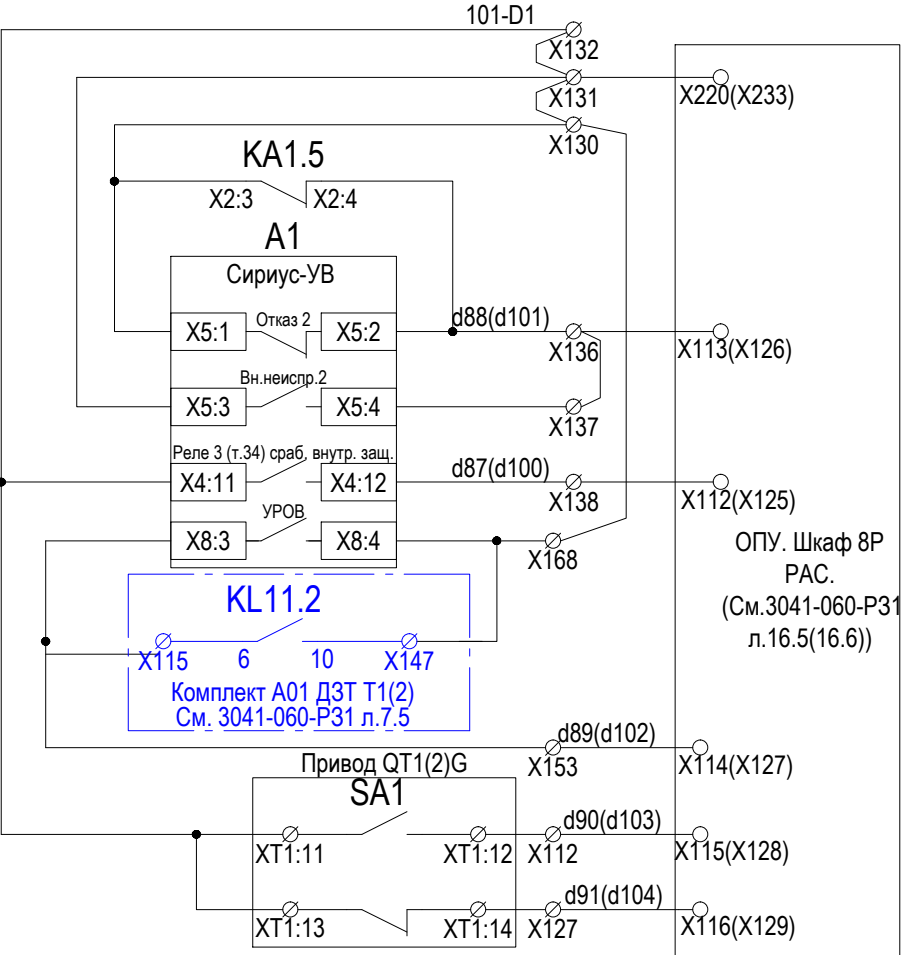 101-D1
X132
X131
X220(X233)
X130
KA1.5
X2:3
X2:4
A1
Сириус-УВ
X5:1
Отказ 2
X5:2
d88(d101)
X136
X113(X126)
Вн.неиспр.2
X5:3
X5:4
X137
Реле 3 (т.34) сраб. внутр. защ.
X4:11
X4:12
d87(d100)
X138
X112(X125)
УРОВ
X8:3
X8:4
X168
ОПУ. Шкаф 8Р
РАС.
(См.3041-060-РЗ1
л.16.5(16.6))
KL11.2
X115
6
10
X147
Комплект А01 ДЗТ Т1(2)
См. 3041-060-РЗ1 л.7.5
d89(d102)
X153
X114(X127)
Привод QT1(2)G
SA1
XT1:11
XT1:12
X112
d90(d103)
X115(X128)
XT1:13
XT1:14
X127
d91(d104)
X116(X129)